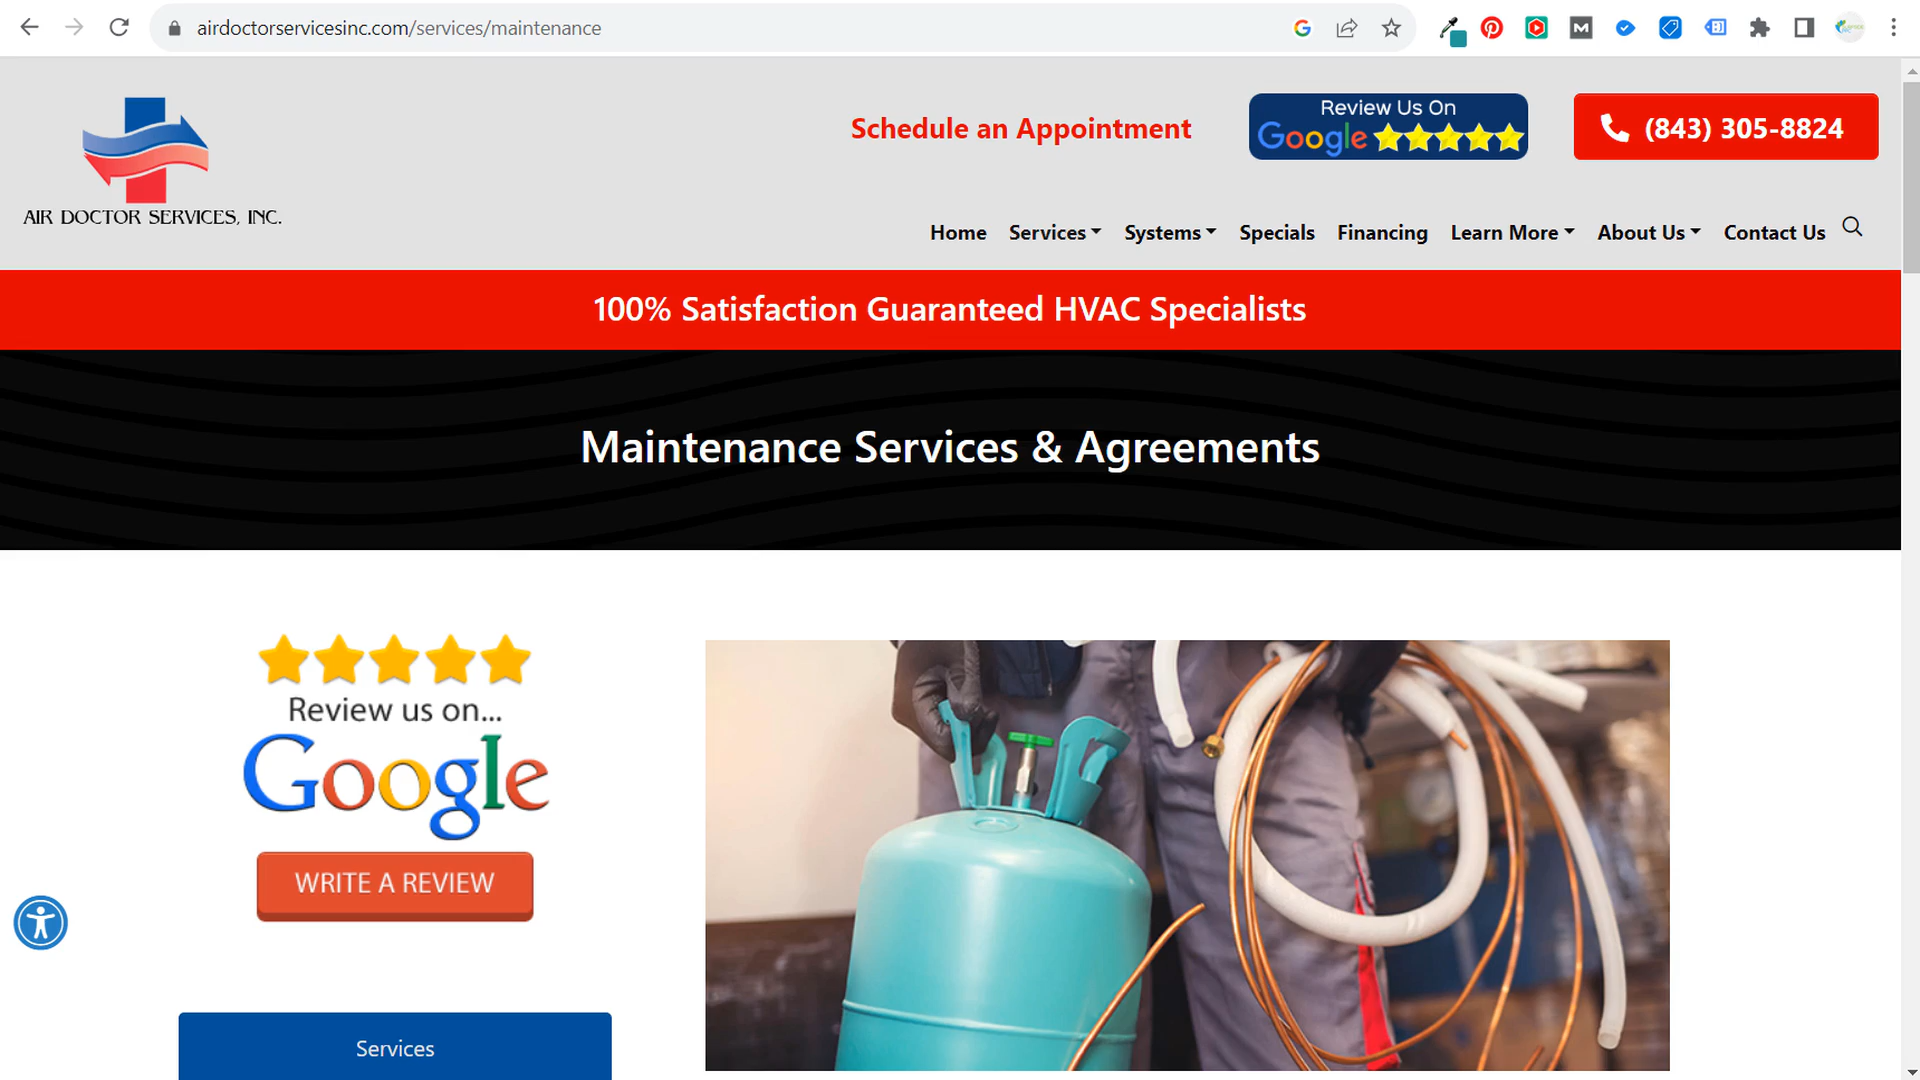 airdoctorservicesinc.com/services/maintenance
Schedule an Appointment
Review Us On
Google
(843) 305-8824
AIR DOCTOR SERVICES, INC.
Home Services Systems Specials Financing Learn More About Us Contact Us
100% Satisfaction Guaranteed HVAC Specialists
Maintenance Services & Agreements
Review us on...
Google
WRITE A REVIEW
Services